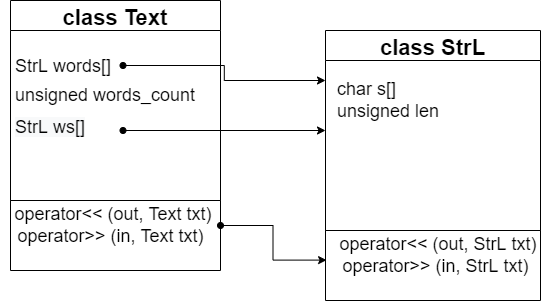 class Text
StrL words[]
unsigned words_count
StrL ws[]
operator<< (out, Text txt)
operator>> (in, Text txt)
class StrL
char s[]
unsigned len
operator<< (out, StrL txt)
operator>> (in, StrL txt)